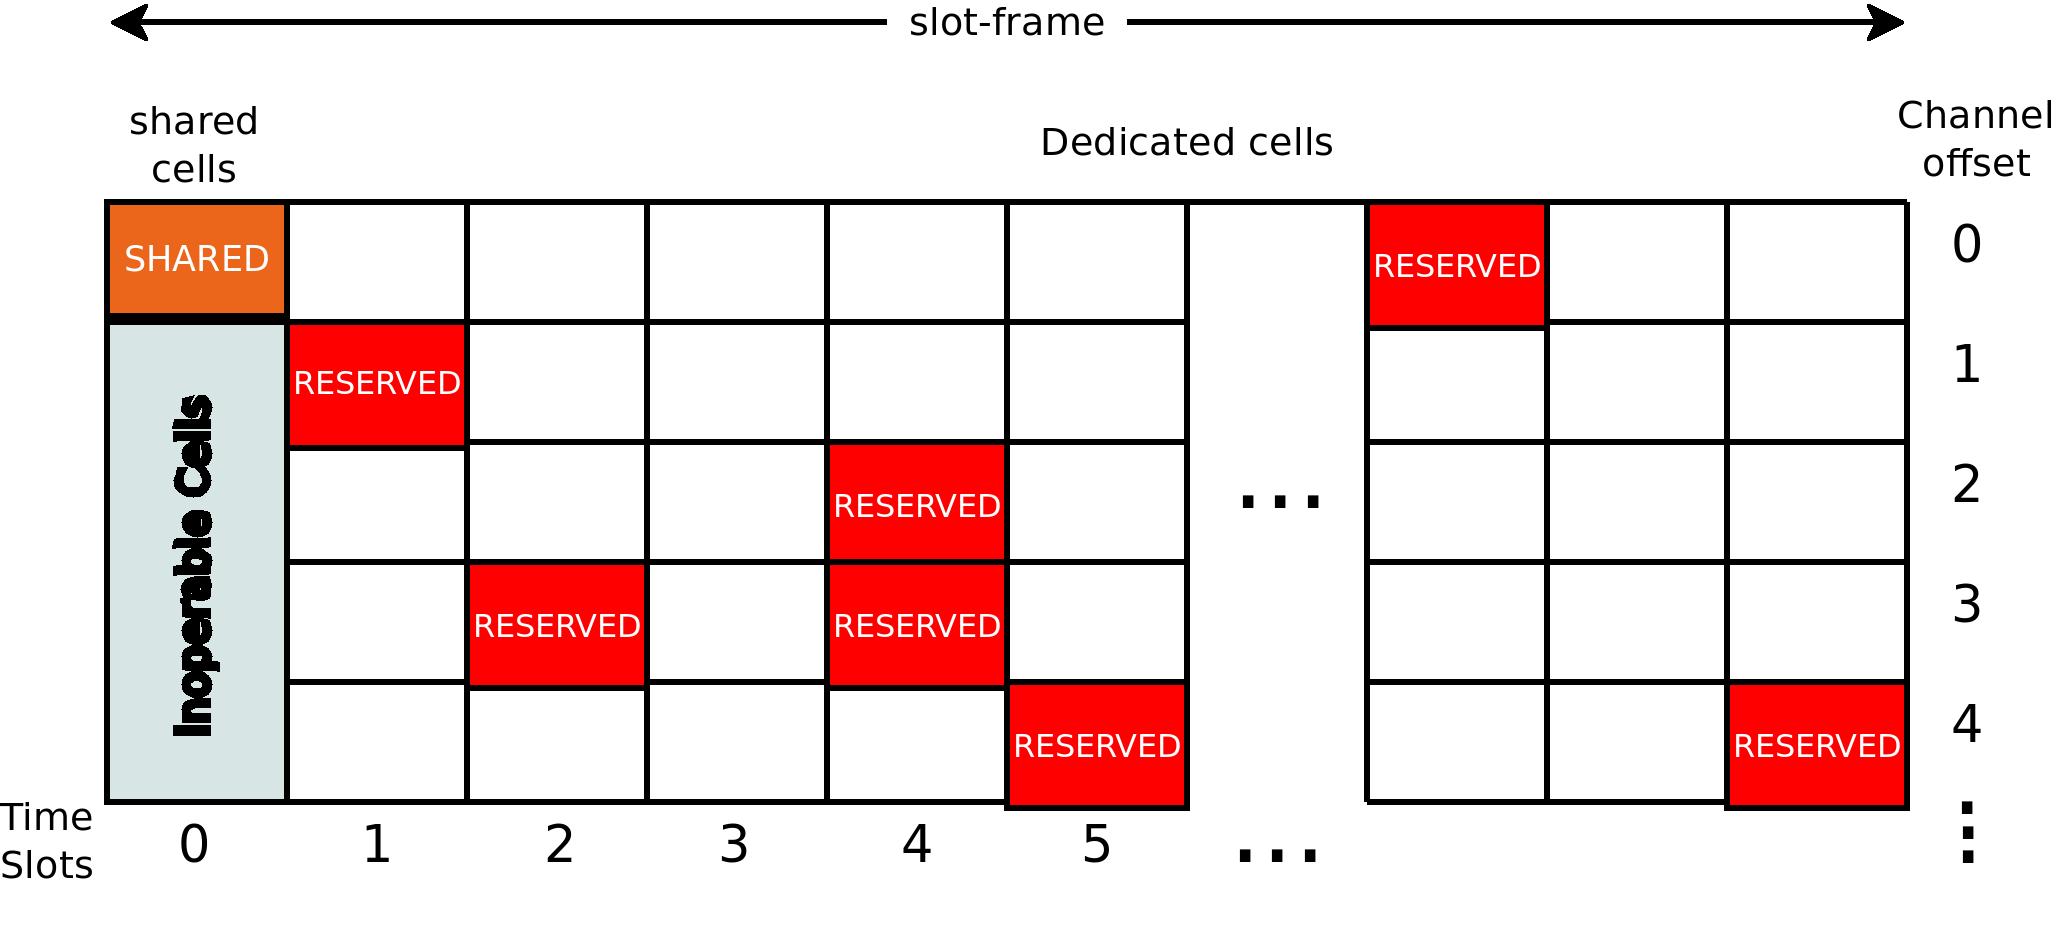 slot-frame
shared
cells
Dedicated cells
Channel
offset
SHARED
RESERVED
0
RESERVED
1
Inoperable Cells
RESERVED
...
2
RESERVED
RESERVED
3
RESERVED
RESERVED
4
Time
Slots
0
1
2
3
4
5
...
⋮